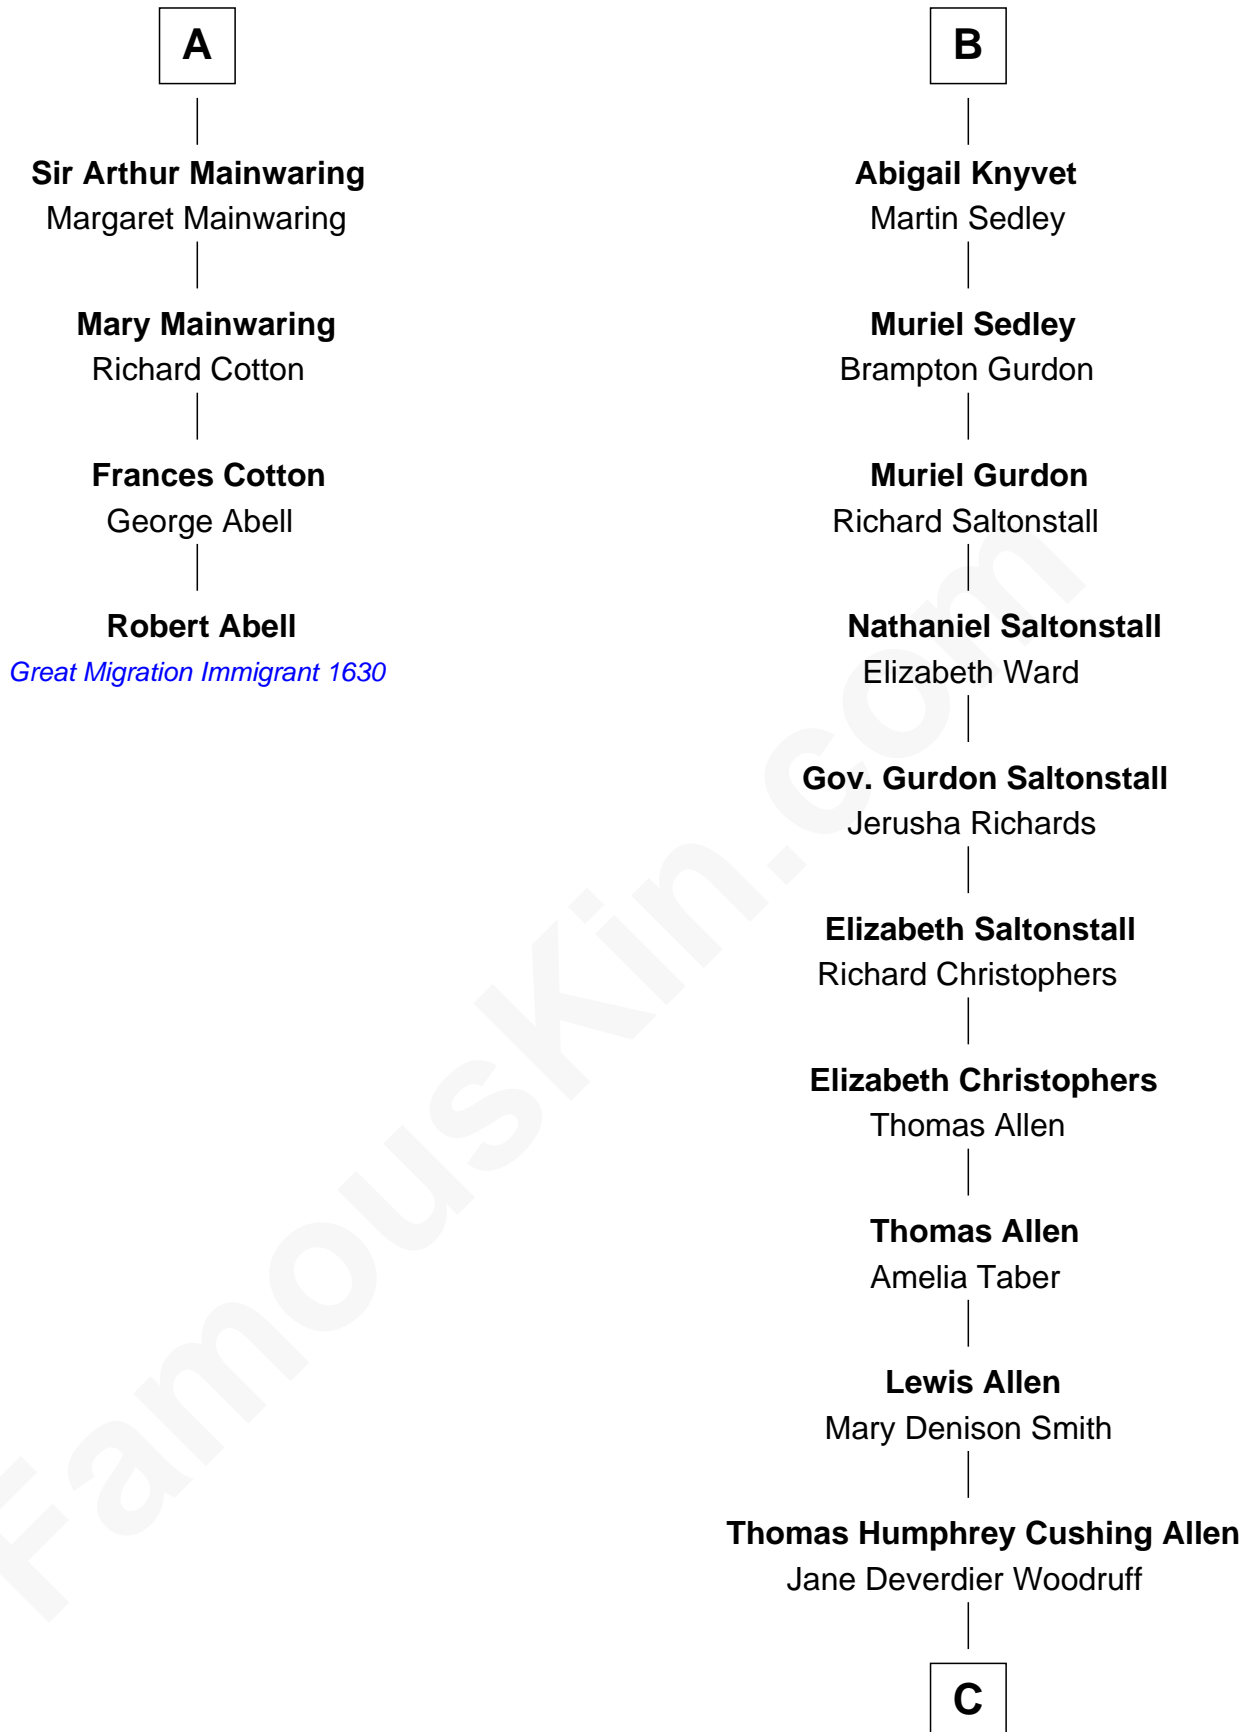 A
Sir Arthur Mainwaring
Margaret Mainwaring
Mary Mainwaring
Richard Cotton
Frances Cotton
George Abell
Robert Abell
Great Migration Immigrant 1630
B
Abigail Knyvet
Martin Sedley
Muriel Sedley
Brampton Gurdon
Muriel Gurdon
Richard Saltonstall
Nathaniel Saltonstall
Elizabeth Ward
Gov. Gurdon Saltonstall
Jerusha Richards
Elizabeth Saltonstall
Richard Christophers
Elizabeth Christophers
Thomas Allen
Thomas Allen
Amelia Taber
Lewis Allen
Mary Denison Smith
Thomas Humphrey Cushing Allen
Jane Deverdier Woodruff
C
FamousKin.com